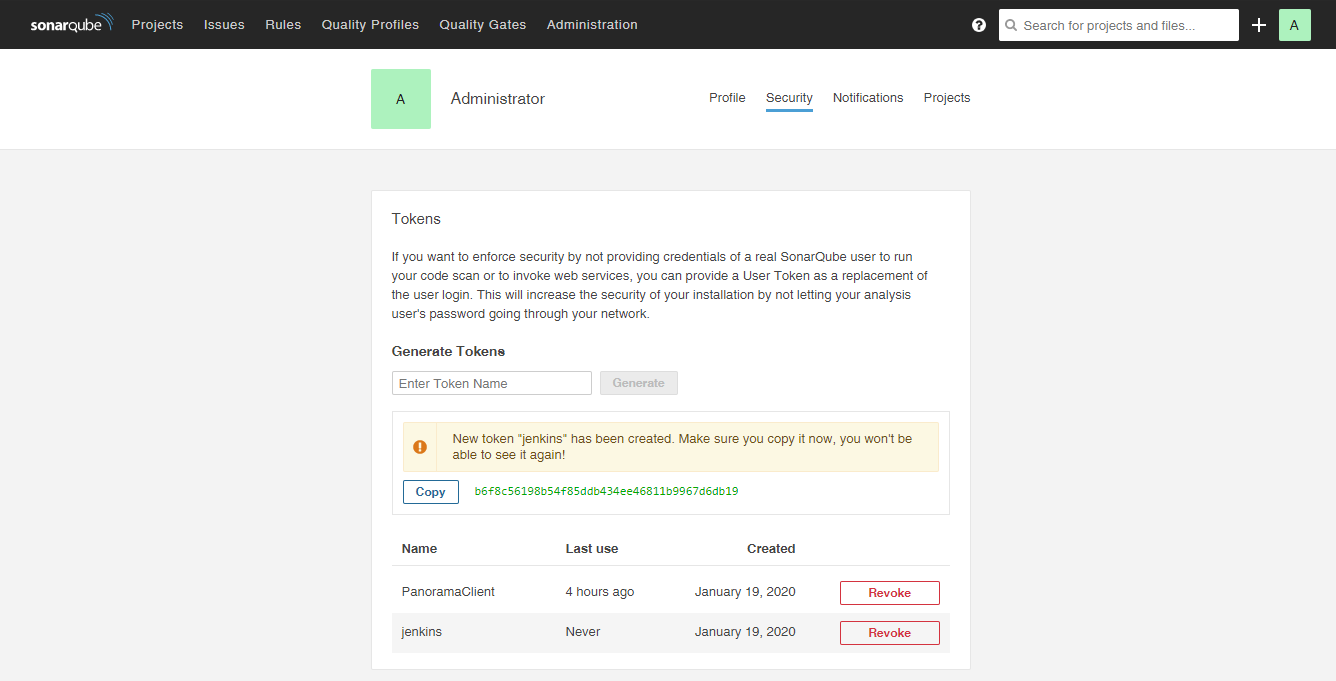 sonarqube Projects Issues Rules Quality Profiles Quality Gates Administration Search for projects and files... A
A Administrator Profile Security Notifications Projects
Tokens
If you want to enforce security by not providing credentials of a real SonarQube user to run
your code scan or to invoke web services, you can provide a User Token as a replacement of
the user login. This will increase the security of your installation by not letting your analysis
user's password going through your network.
Generate Tokens
Enter Token Name Generate
New token "jenkins" has been created. Make sure you copy it now, you won't be
able to see it again!
Copy b6f8c56198b54f85ddb434ee46811b9967d6db19
Name Last use Created
PanoramaClient 4 hours ago January 19, 2020 Revoke
jenkins Never January 19, 2020 Revoke